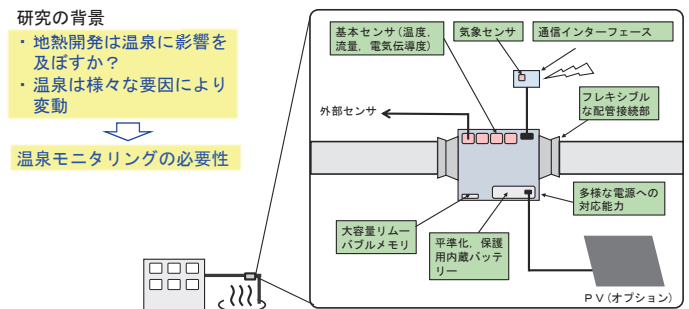 研究の背景
・地熱開発は温泉に影響を
及ぼすか？
・温泉は様々な要因により
変動
温泉モニタリングの必要性
基本センサ(温度,
流量, 電気伝導度)
気象センサ
通信インターフェース
外部センサ
フレキシブル
な配管接続部
多様な電源への
対応能力
大容量リムー
バブルメモリ
平準化, 保護
用内蔵バッテ
リー
ＰＶ(オプション)